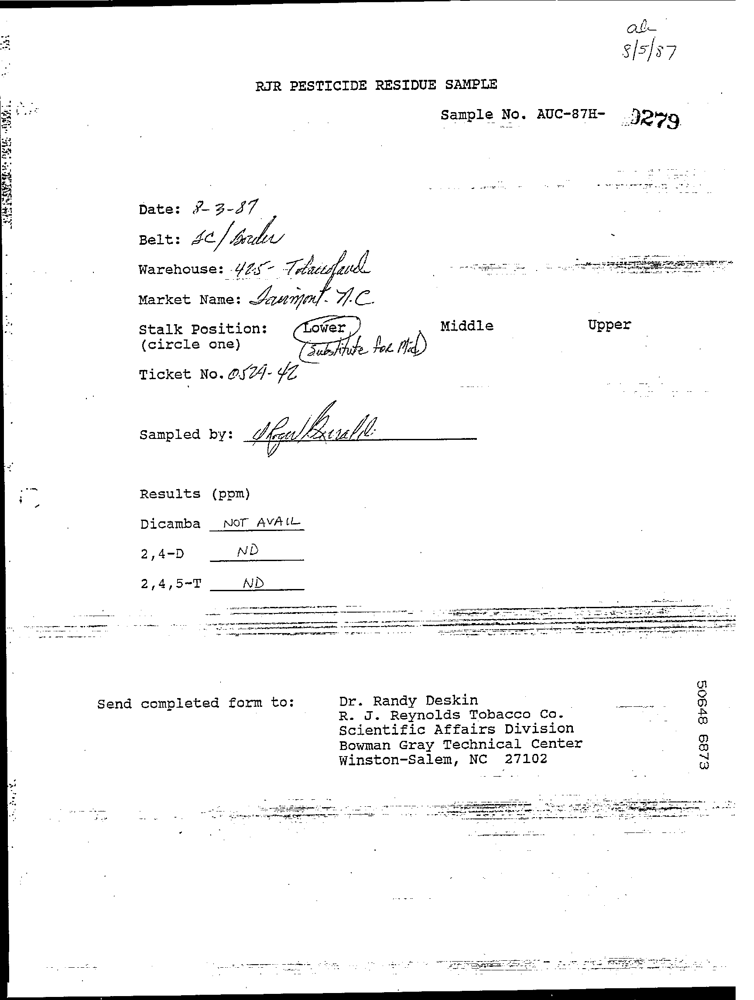 8/5/87
RJR PESTICIDE RESIDUE SAMPLE
Sample No. AUC-87H- 0279
Date: 8-3-87
Belt: SC/Border
Warehouse: 425- Tobaccoland
Market Name: Fairmont. N.C.
Stalk Position: Lower Middle Upper
(circle one) (Substitute for Mid)
Ticket No. 0529-42
Sampled by:
Results (ppm)
Dicamba NOT AVAIL
2,4-D ND
2,4,5-T ND
Send completed form to: Dr. Randy Deskin
R. J. Reynolds Tobacco Co.
Scientific Affairs Division
Bowman Gray Technical Center
Winston-Salem, NC 27102
50648 6873